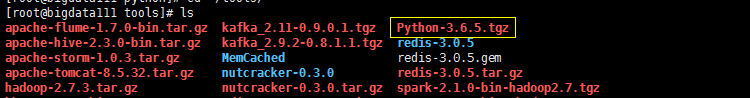 [root@bigdata111 tools]# ls
apache-flume-1.7.0-bin.tar.gz kafka_2.11-0.9.0.1.tgz Python-3.6.5.tgz
apache-hive-2.3.0-bin.tar.gz kafka_2.9.2-0.8.1.1.tgz redis-3.0.5
apache-storm-1.0.3.tar.gz MemCached redis-3.0.5.gem
apache-tomcat-8.5.32.tar.gz nutcracker-0.3.0 redis-3.0.5.tar.gz
hadoop-2.7.3.tar.gz nutcracker-0.3.0.tar.gz spark-2.1.0-bin-hadoop2.7.tgz